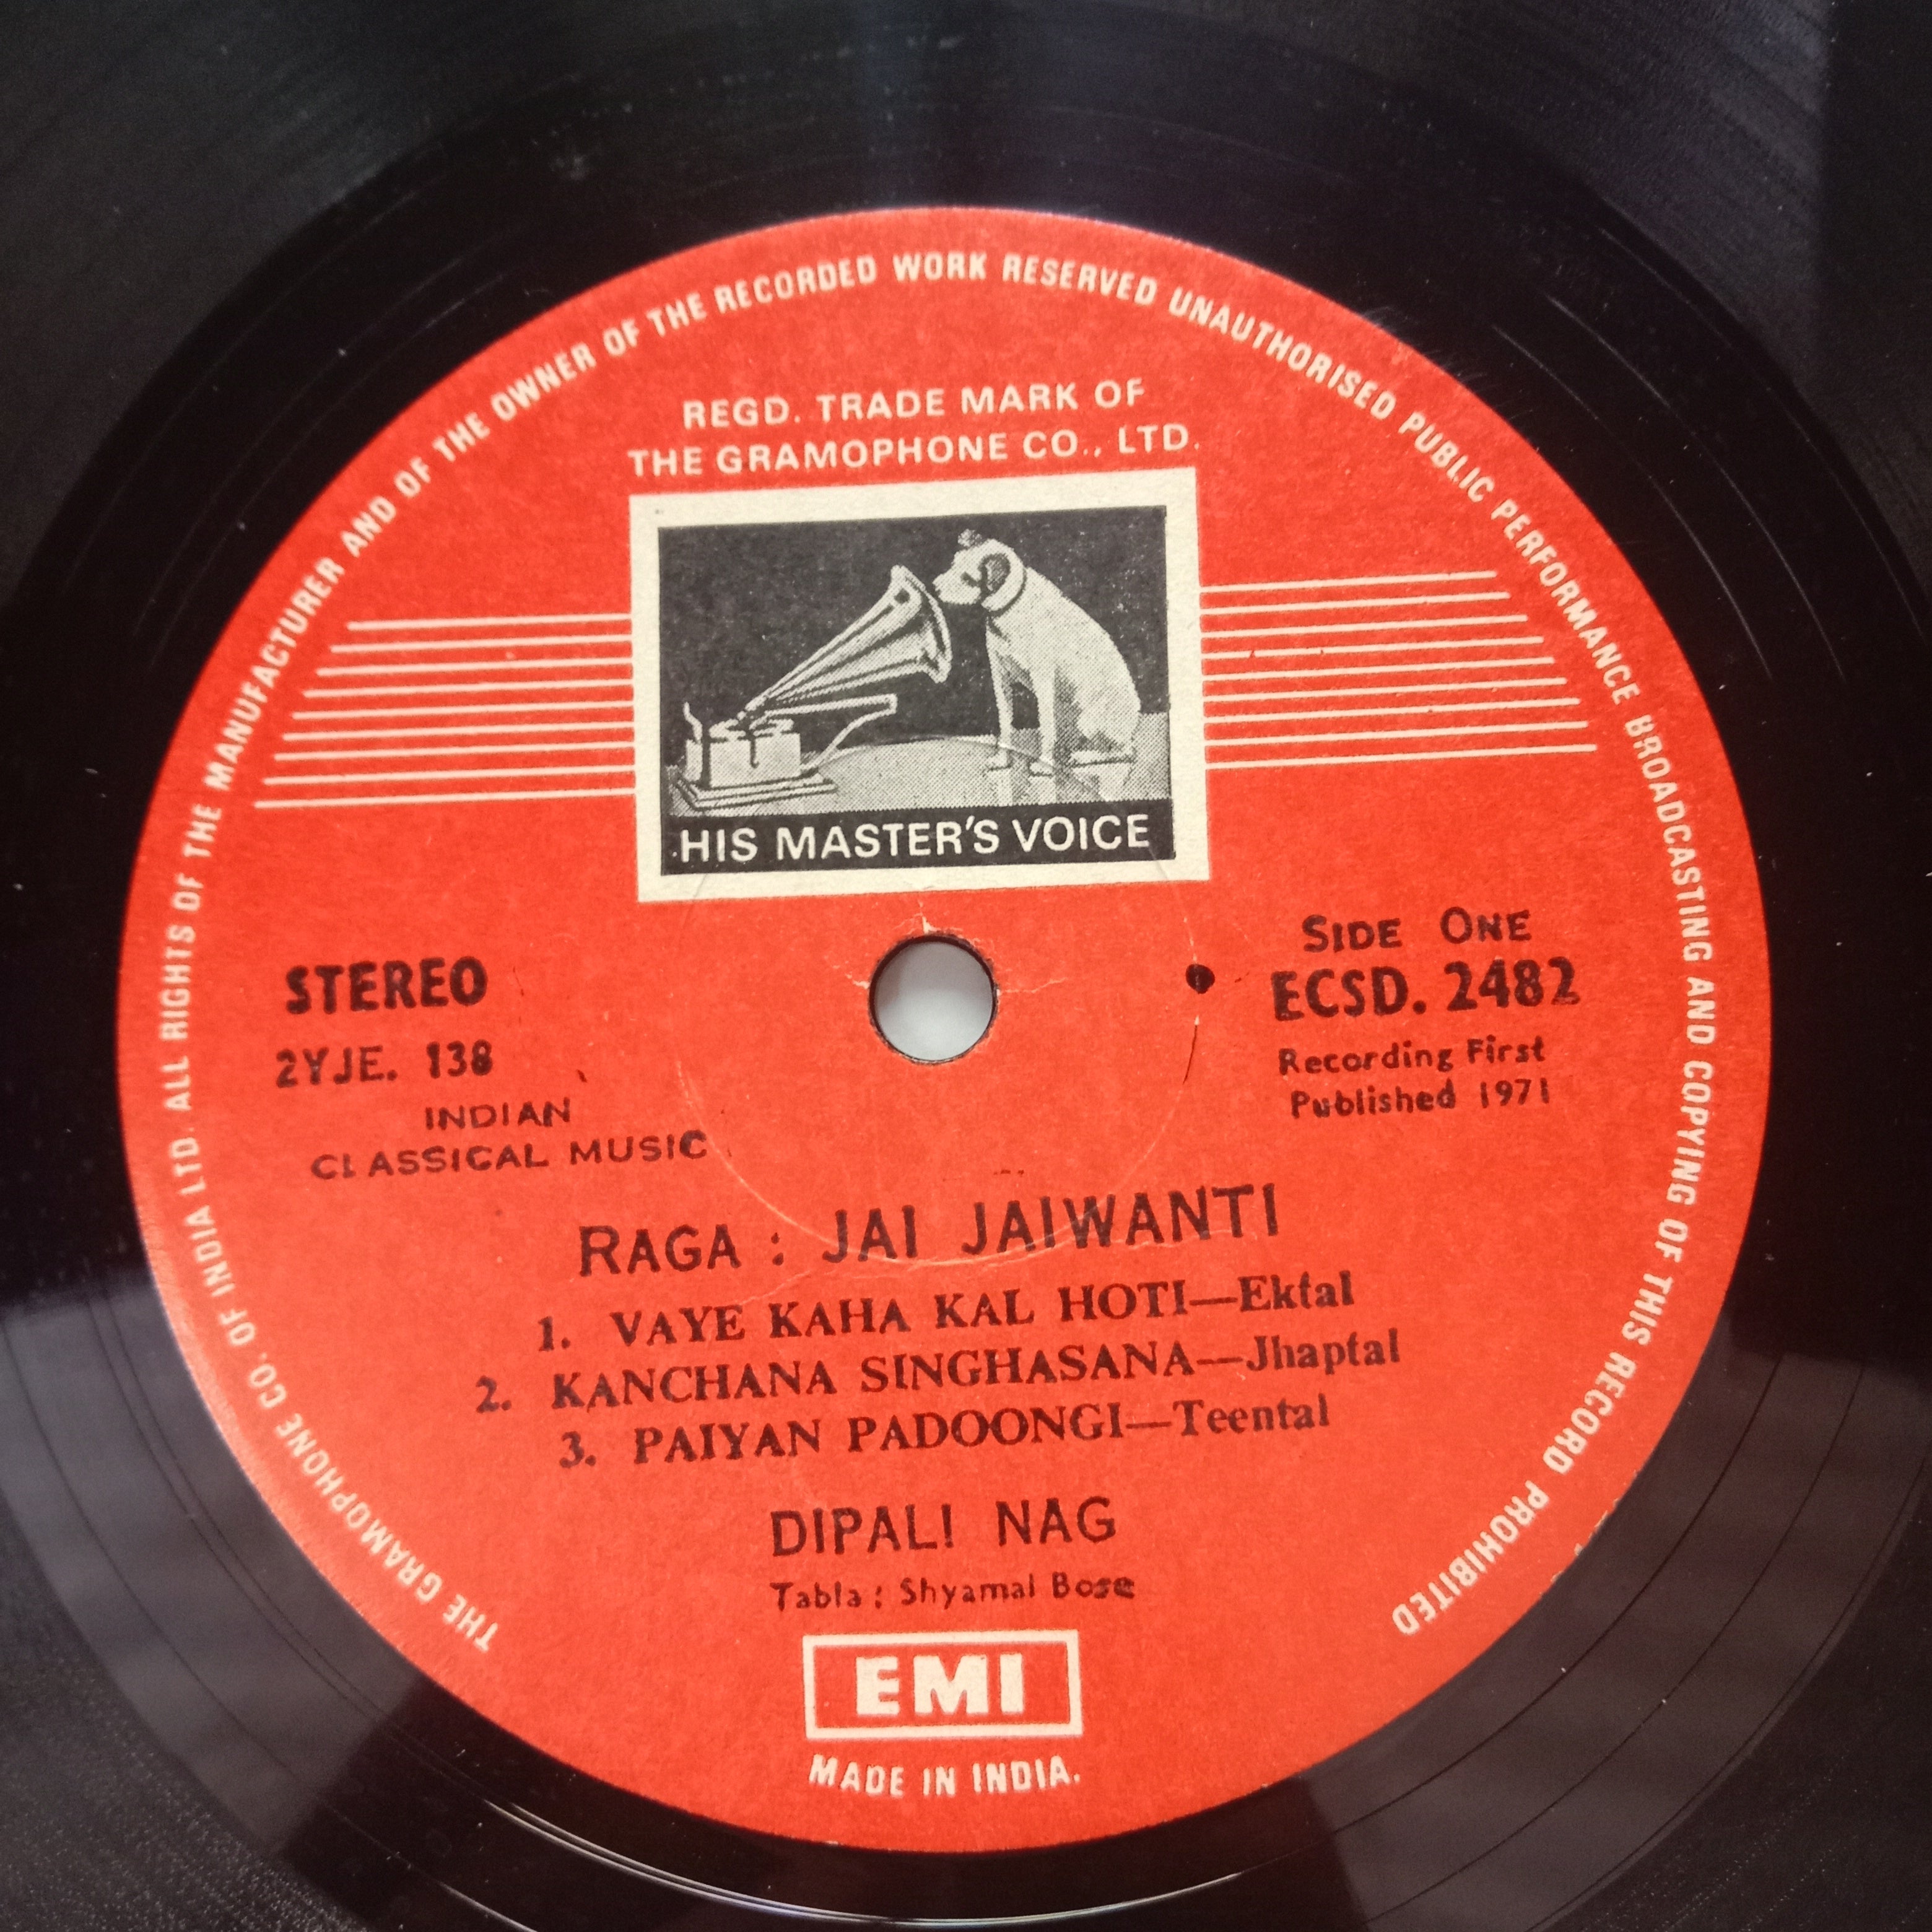 THE GRAMOPHONE CO. OF INDIA LTD. ALL RIGHTS OF THE MANUFACTURER AND OF THE OWNER OF THE RECORDED WORK RESERVED UNAUTHORISED PUBLIC PERFORMANCE BROADCASTING AND COPYING OF THIS RECORD PROHIBITED
REGD. TRADE MARK OF
THE GRAMOPHONE CO., LTD.
HIS MASTER'S VOICE
STEREO
2YJE. 138
INDIAN
CLASSICAL MUSIC
SIDE ONE
ECSD. 2482
Recording First
Published 1971
RAGA : JAI JAIWANTI
1. VAYE KAHA KAL HOTI—Ektal
2. KANCHANA SINGHASANA—Jhaptal
3. PAIYAN PADOONGI—Teental
DIPALI NAG
Tabla : Shyamal Bose
EMI
MADE IN INDIA.